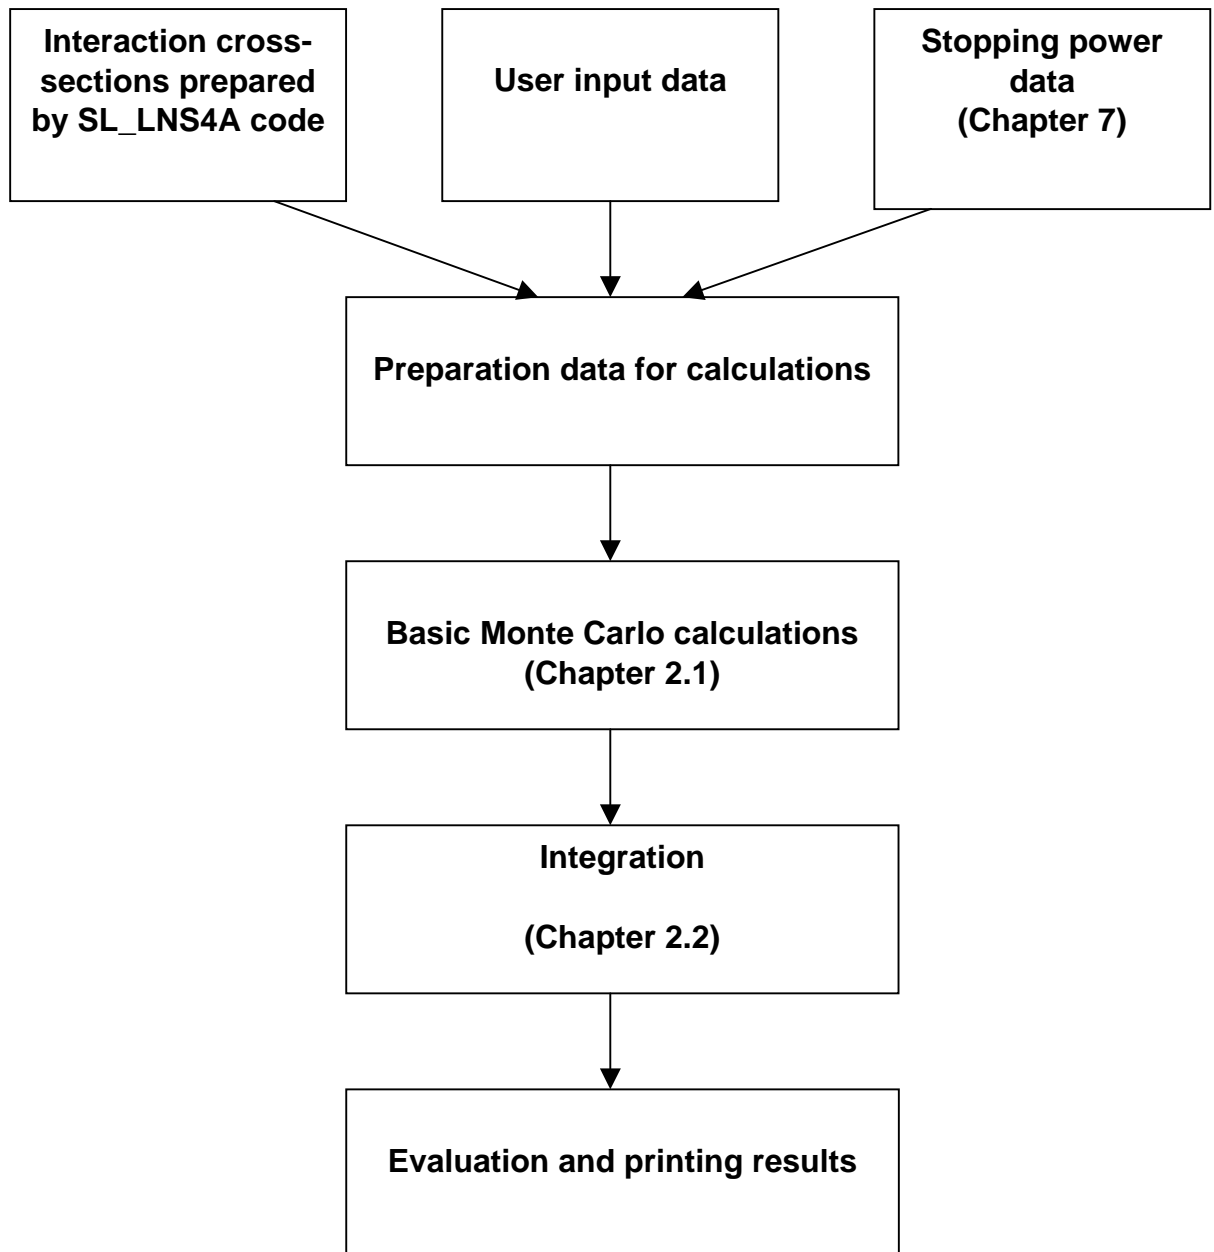 Interaction cross-
sections prepared
by SL_LNS4A code
User input data
Stopping power
data
(Chapter 7)
Preparation data for calculations
Basic Monte Carlo calculations
(Chapter 2.1)
Integration
(Chapter 2.2)
Evaluation and printing results